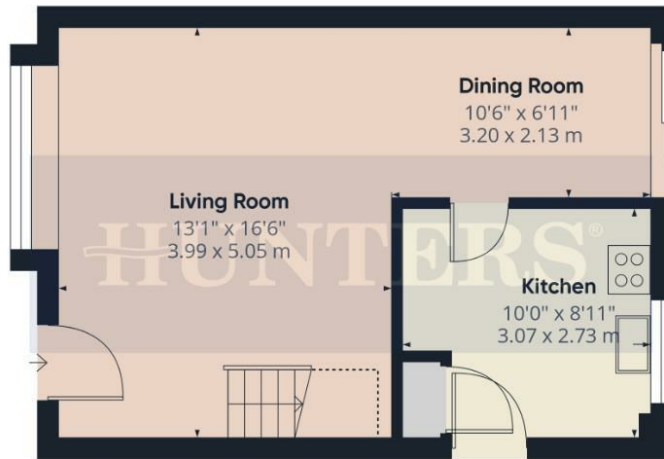 Dining Room
10'6" x 6'11"
3.20 x 2.13 m
Living Room
13'1" x 16'6"
3.99 x 5.05 m
HUNTERS®
Kitchen
10'0" x 8'11"
3.07 x 2.73 m